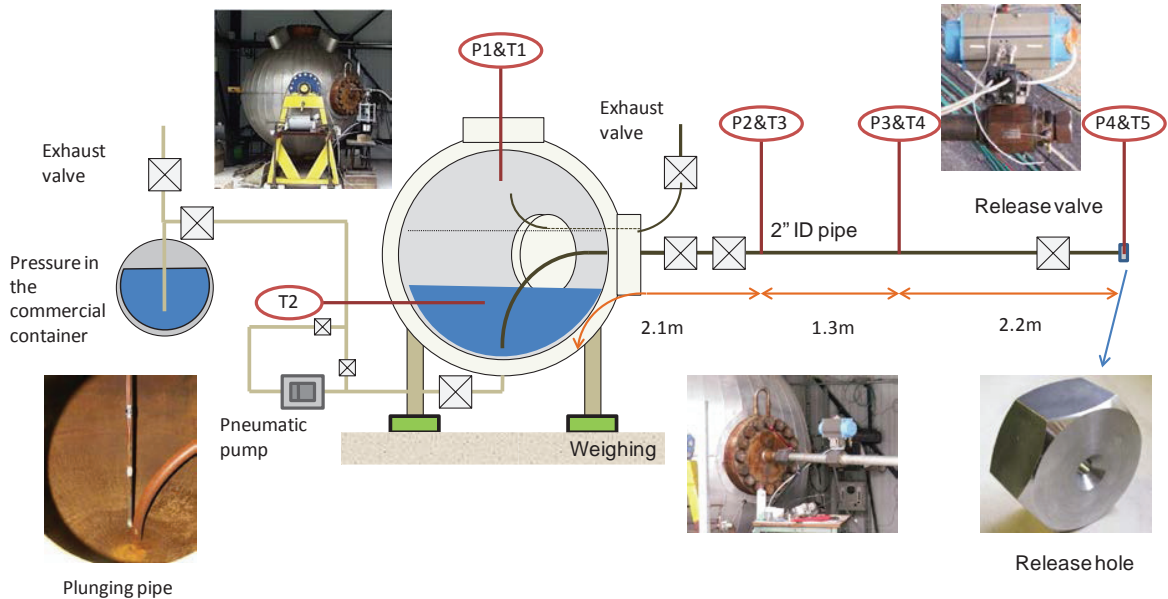 P1&T1
Exhaust
valve
P2&T3
P3&T4
P4&T5
Exhaust
valve
Release valve
2” ID pipe
Pressure in
the
commercial
container
T2
2.1m
1.3m
2.2m
Pneumatic
pump
Weighing
Plunging pipe
Release hole